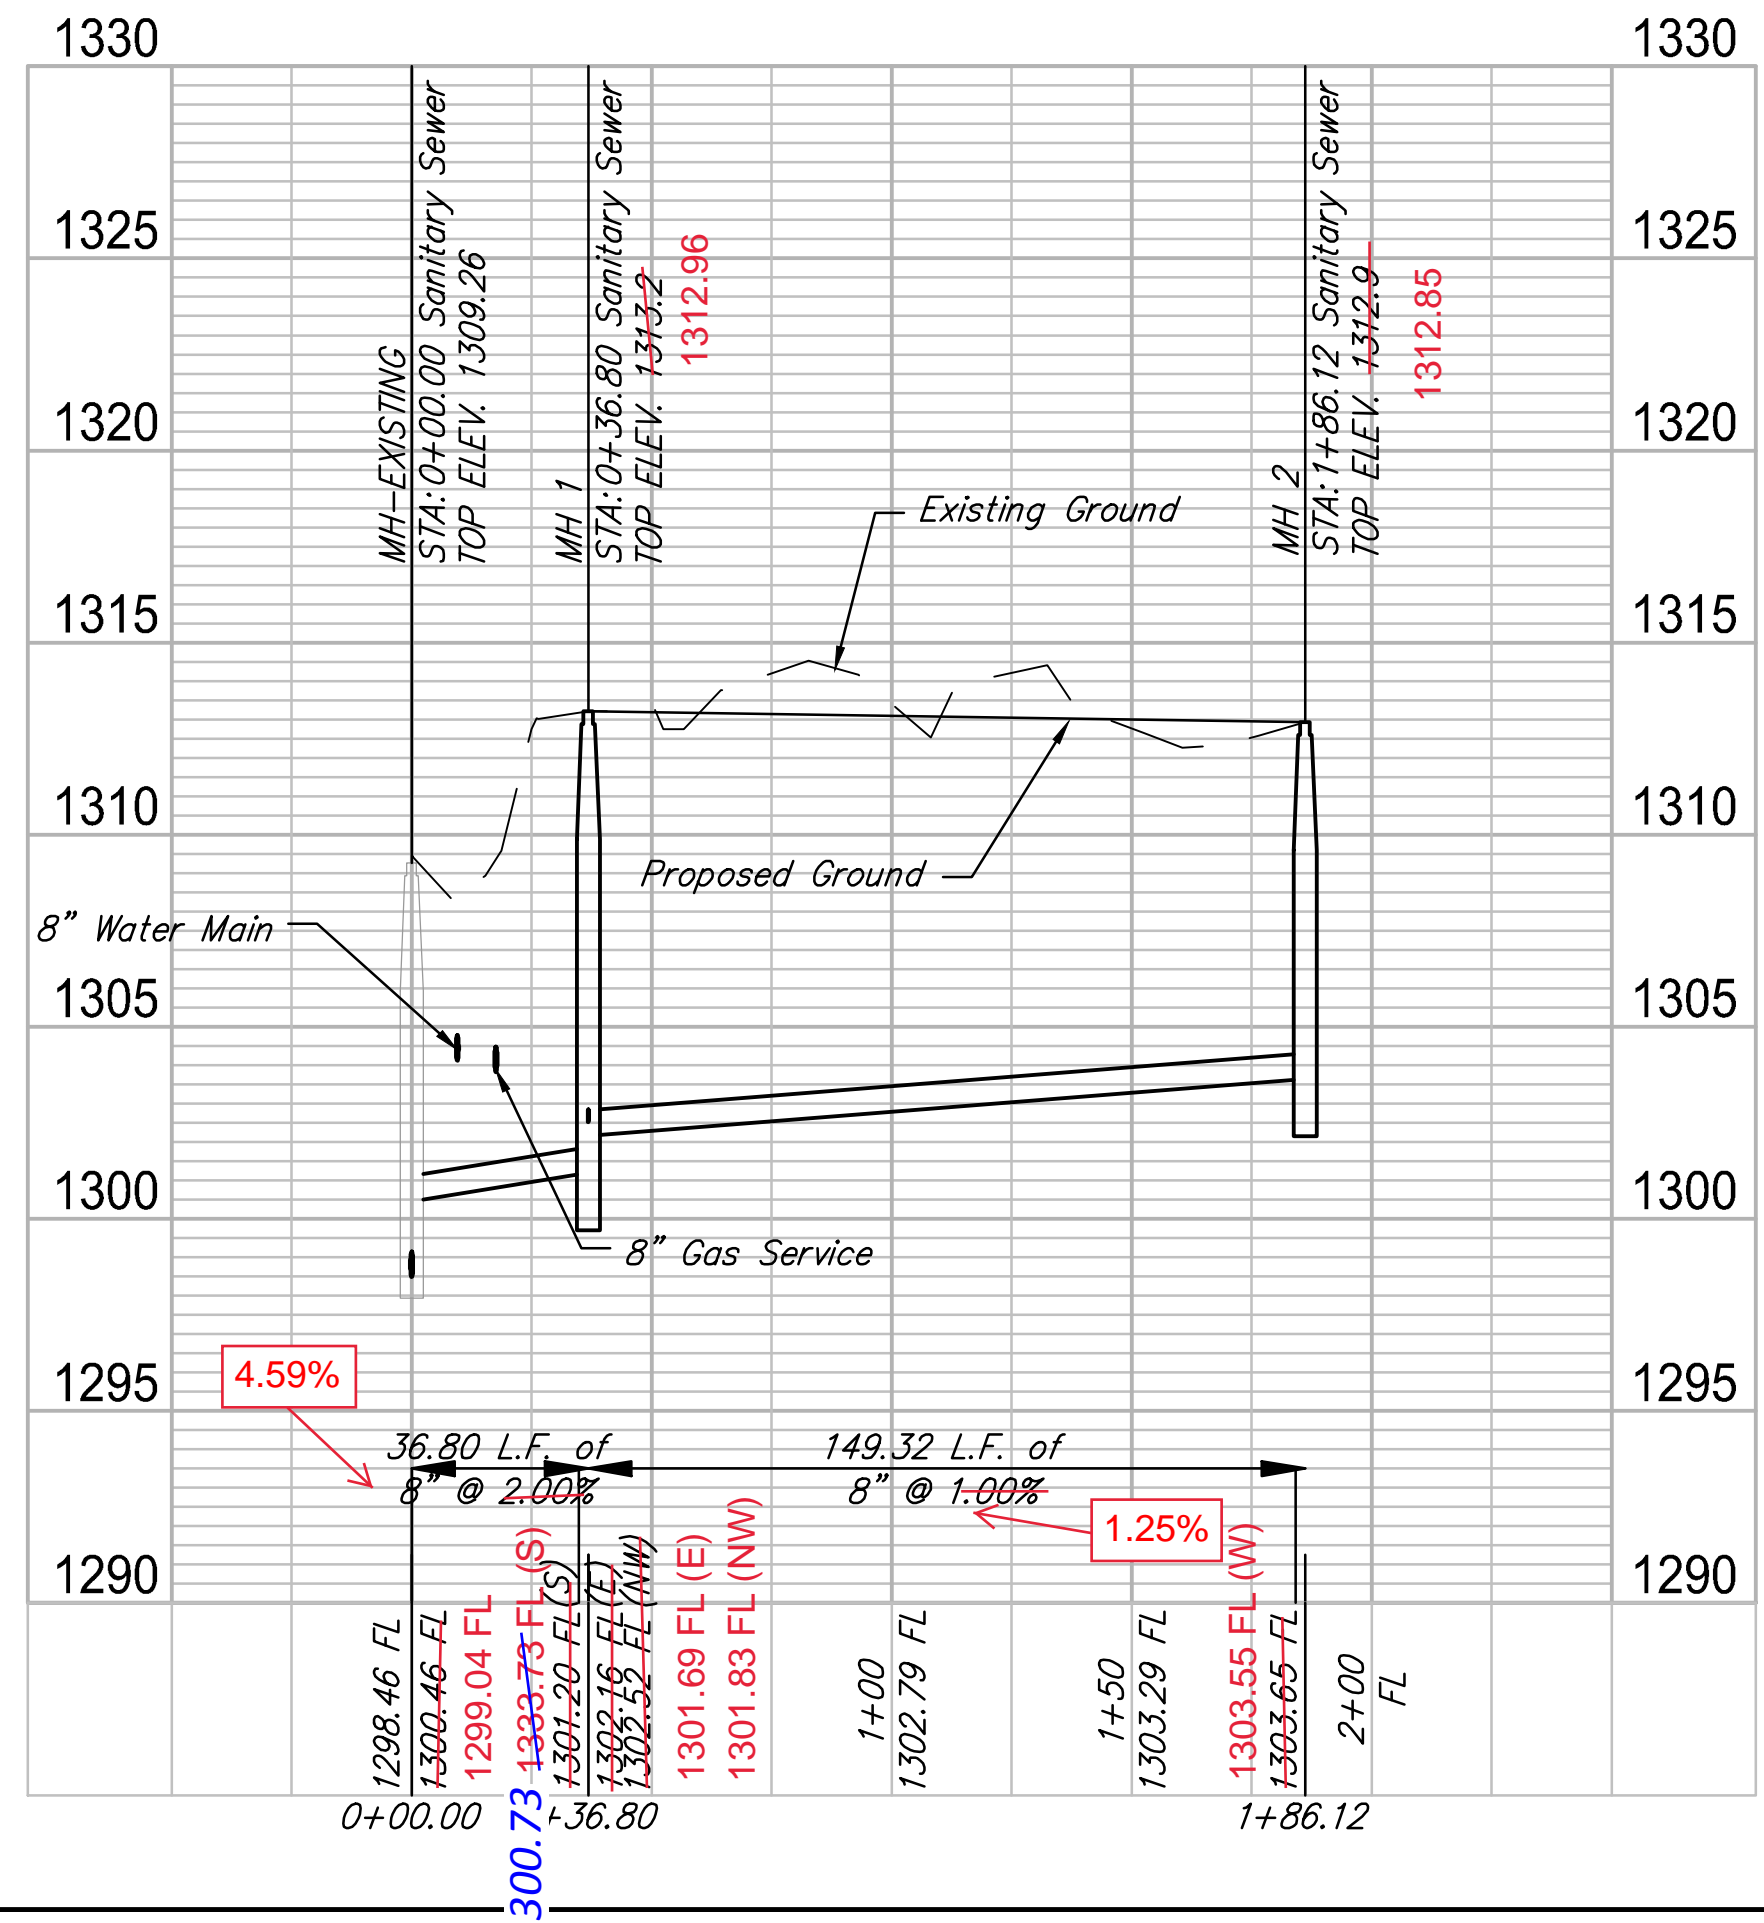 1330
1330
1325
1325
1320
1320
1315
1315
1310
1310
1305
1305
1300
1300
1295
1295
1290
1290
MH-EXISTING
STA: 0+00.00 Sanitary Sewer
TOP ELEV. 1309.26
MH 1
STA: 0+36.80 Sanitary Sewer
TOP ELEV. 1313.2
1312.96
MH 2
STA: 1+86.12 Sanitary Sewer
TOP ELEV. 1312.9
1312.85
Existing Ground
Proposed Ground
8" Water Main
8" Gas Service
4.59%
36.80 L.F. of
8" @ 2.00%
149.32 L.F. of
8" @ 1.00%
1.25%
1298.46 FL
1300.46 FL
1299.04 FL
1333.73 FL (S)
1301.20 FL (S)
1302.16 FL (E)
1302.52 FL (NW)
1301.69 FL (E)
1301.83 FL (NW)
1+00
1302.79 FL
1+50
1303.29 FL
1303.55 FL (W)
1303.65 FL
2+00
FL
0+00.00
300.73
+36.80
1+86.12